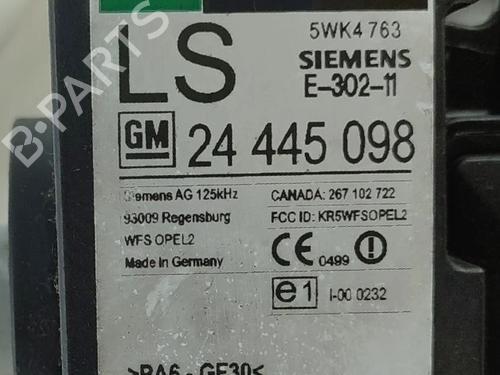 LS
5WK4 763
SIEMENS
E-302-11
GM 24 445 098
Siemens AG 125kHz
93009 Regensburg
WFS OPEL2
Made in Germany
CANADA: 267 102 722
FCC ID: KR5WFSOPEL2
CE 0499
e1 I-00 0232
>PA6 - GF30<
B-PARTS